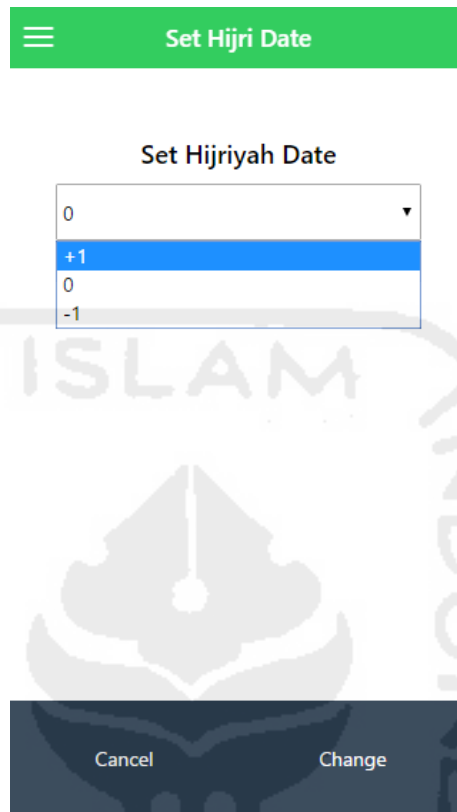 Set Hijri Date
Set Hijriyah Date
0
+1
0
-1
ISLAM
Cancel
Change